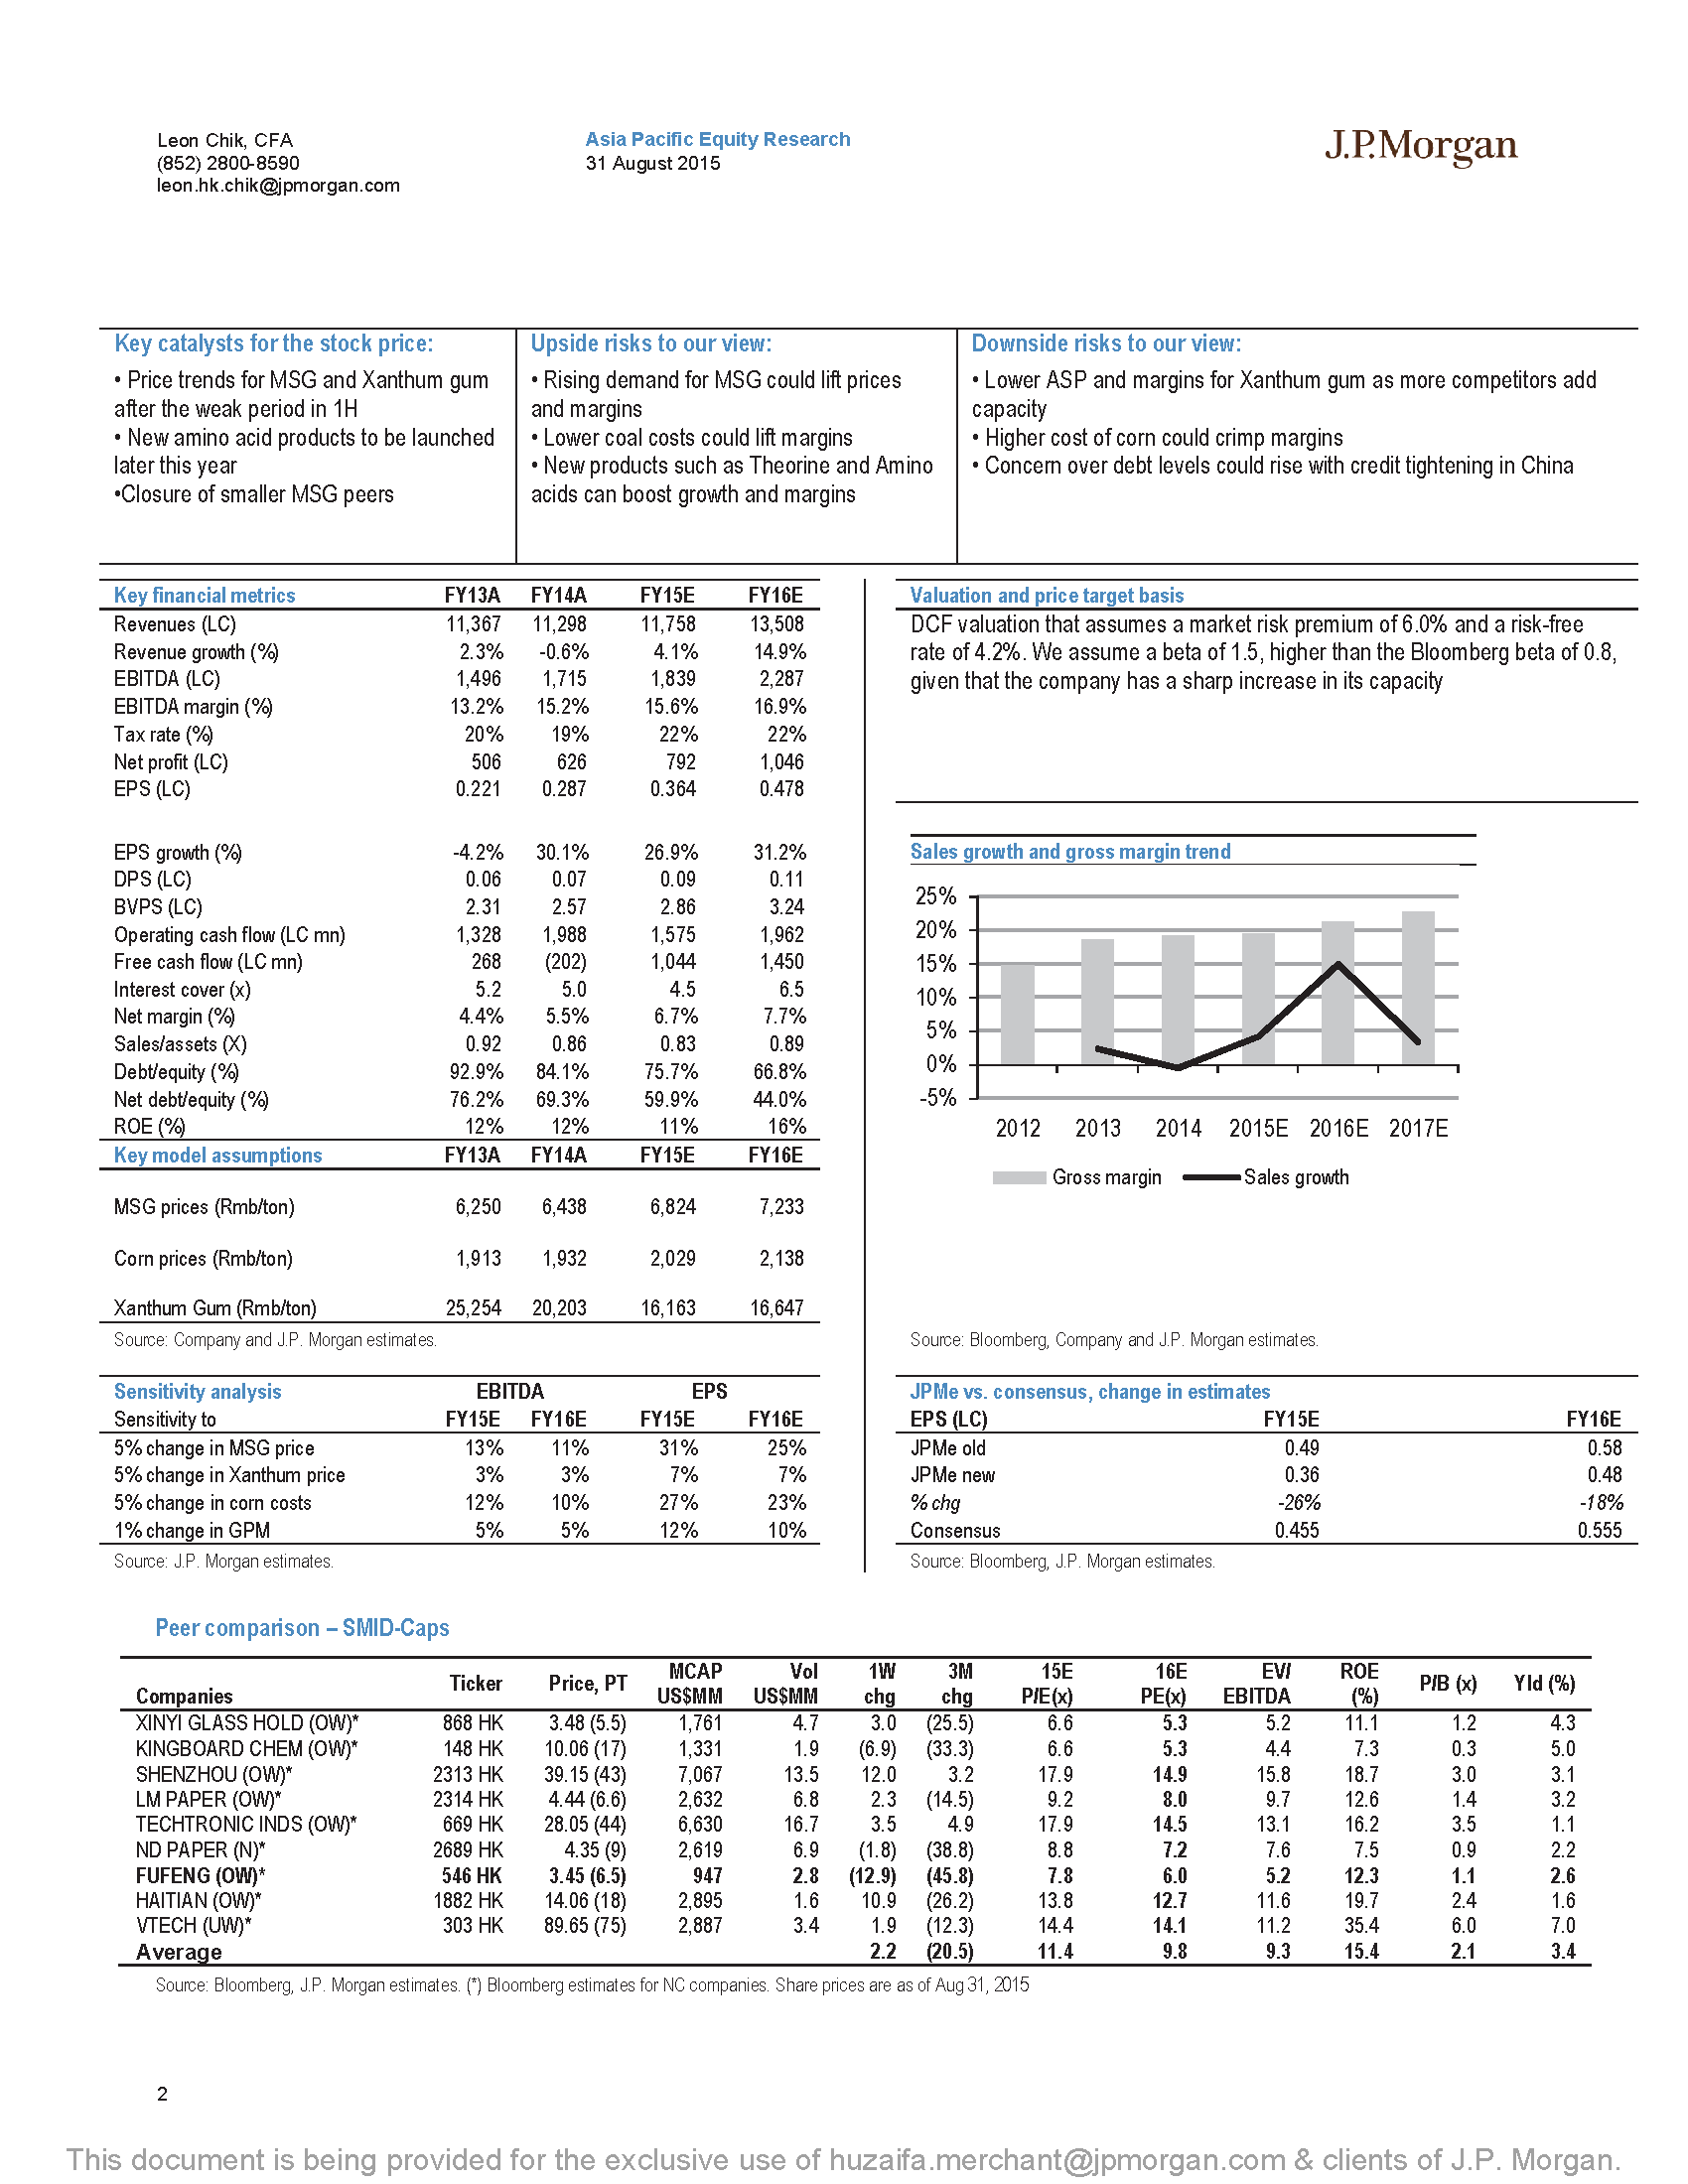 Leon Chik, CFA
(852) 2800-8590
leon.hk.chik@jpmorgan.com
Asia Pacific Equity Research
31 August 2015
J.P.Morgan
Key catalysts for the stock price:
• Price trends for MSG and Xanthum gum
after the weak period in 1H
• New amino acid products to be launched
later this year
•Closure of smaller MSG peers
Upside risks to our view:
• Rising demand for MSG could lift prices
and margins
• Lower coal costs could lift margins
• New products such as Theorine and Amino
acids can boost growth and margins
Downside risks to our view:
• Lower ASP and margins for Xanthum gum as more competitors add
capacity
• Higher cost of corn could crimp margins
• Concern over debt levels could rise with credit tightening in China
Key financial metrics FY13A FY14A FY15E FY16E
Revenues (LC) 11,367 11,298 11,758 13,508
Revenue growth (%) 2.3% -0.6% 4.1% 14.9%
EBITDA (LC) 1,496 1,715 1,839 2,287
EBITDA margin (%) 13.2% 15.2% 15.6% 16.9%
Tax rate (%) 20% 19% 22% 22%
Net profit (LC) 506 626 792 1,046
EPS (LC) 0.221 0.287 0.364 0.478
EPS growth (%) -4.2% 30.1% 26.9% 31.2%
DPS (LC) 0.06 0.07 0.09 0.11
BVPS (LC) 2.31 2.57 2.86 3.24
Operating cash flow (LC mn) 1,328 1,988 1,575 1,962
Free cash flow (LC mn) 268 (202) 1,044 1,450
Interest cover (x) 5.2 5.0 4.5 6.5
Net margin (%) 4.4% 5.5% 6.7% 7.7%
Sales/assets (X) 0.92 0.86 0.83 0.89
Debt/equity (%) 92.9% 84.1% 75.7% 66.8%
Net debt/equity (%) 76.2% 69.3% 59.9% 44.0%
ROE (%) 12% 12% 11% 16%
Key model assumptions FY13A FY14A FY15E FY16E
MSG prices (Rmb/ton) 6,250 6,438 6,824 7,233
Corn prices (Rmb/ton) 1,913 1,932 2,029 2,138
Xanthum Gum (Rmb/ton) 25,254 20,203 16,163 16,647
Source: Company and J.P. Morgan estimates.
Valuation and price target basis
DCF valuation that assumes a market risk premium of 6.0% and a risk-free
rate of 4.2%. We assume a beta of 1.5, higher than the Bloomberg beta of 0.8,
given that the company has a sharp increase in its capacity
Sales growth and gross margin trend
25%
20%
15%
10%
5%
0%
-5%
2012 2013 2014 2015E 2016E 2017E
Gross margin Sales growth
Source: Bloomberg, Company and J.P. Morgan estimates.
Sensitivity analysis EBITDA EPS
Sensitivity to FY15E FY16E FY15E FY16E
5% change in MSG price 13% 11% 31% 25%
5% change in Xanthum price 3% 3% 7% 7%
5% change in corn costs 12% 10% 27% 23%
1% change in GPM 5% 5% 12% 10%
Source: J.P. Morgan estimates.
JPMe vs. consensus, change in estimates
EPS (LC) FY15E FY16E
JPMe old 0.49 0.58
JPMe new 0.36 0.48
% chg -26% -18%
Consensus 0.455 0.555
Source: Bloomberg, J.P. Morgan estimates.
Peer comparison – SMID-Caps
MCAP Vol 1W 3M 15E 16E EV/ ROE
Companies Ticker Price, PT US$MM US$MM chg chg P/E(x) PE(x) EBITDA (%) P/B (x) Yld (%)
XINYI GLASS HOLD (OW)* 868 HK 3.48 (5.5) 1,761 4.7 3.0 (25.5) 6.6 5.3 5.2 11.1 1.2 4.3
KINGBOARD CHEM (OW)* 148 HK 10.06 (17) 1,331 1.9 (6.9) (33.3) 6.6 5.3 4.4 7.3 0.3 5.0
SHENZHOU (OW)* 2313 HK 39.15 (43) 7,067 13.5 12.0 3.2 17.9 14.9 15.8 18.7 3.0 3.1
LM PAPER (OW)* 2314 HK 4.44 (6.6) 2,632 6.8 2.3 (14.5) 9.2 8.0 9.7 12.6 1.4 3.2
TECHTRONIC INDS (OW)* 669 HK 28.05 (44) 6,630 16.7 3.5 4.9 17.9 14.5 13.1 16.2 3.5 1.1
ND PAPER (N)* 2689 HK 4.35 (9) 2,619 6.9 (1.8) (38.8) 8.8 7.2 7.6 7.5 0.9 2.2
FUFENG (OW)* 546 HK 3.45 (6.5) 947 2.8 (12.9) (45.8) 7.8 6.0 5.2 12.3 1.1 2.6
HAITIAN (OW)* 1882 HK 14.06 (18) 2,895 1.6 10.9 (26.2) 13.8 12.7 11.6 19.7 2.4 1.6
VTECH (UW)* 303 HK 89.65 (75) 2,887 3.4 1.9 (12.3) 14.4 14.1 11.2 35.4 6.0 7.0
Average 2.2 (20.5) 11.4 9.8 9.3 15.4 2.1 3.4
Source: Bloomberg, J.P. Morgan estimates. (*) Bloomberg estimates for NC companies. Share prices are as of Aug 31, 2015
2
This document is being provided for the exclusive use of huzaifa.merchant@jpmorgan.com & clients of J.P. Morgan.